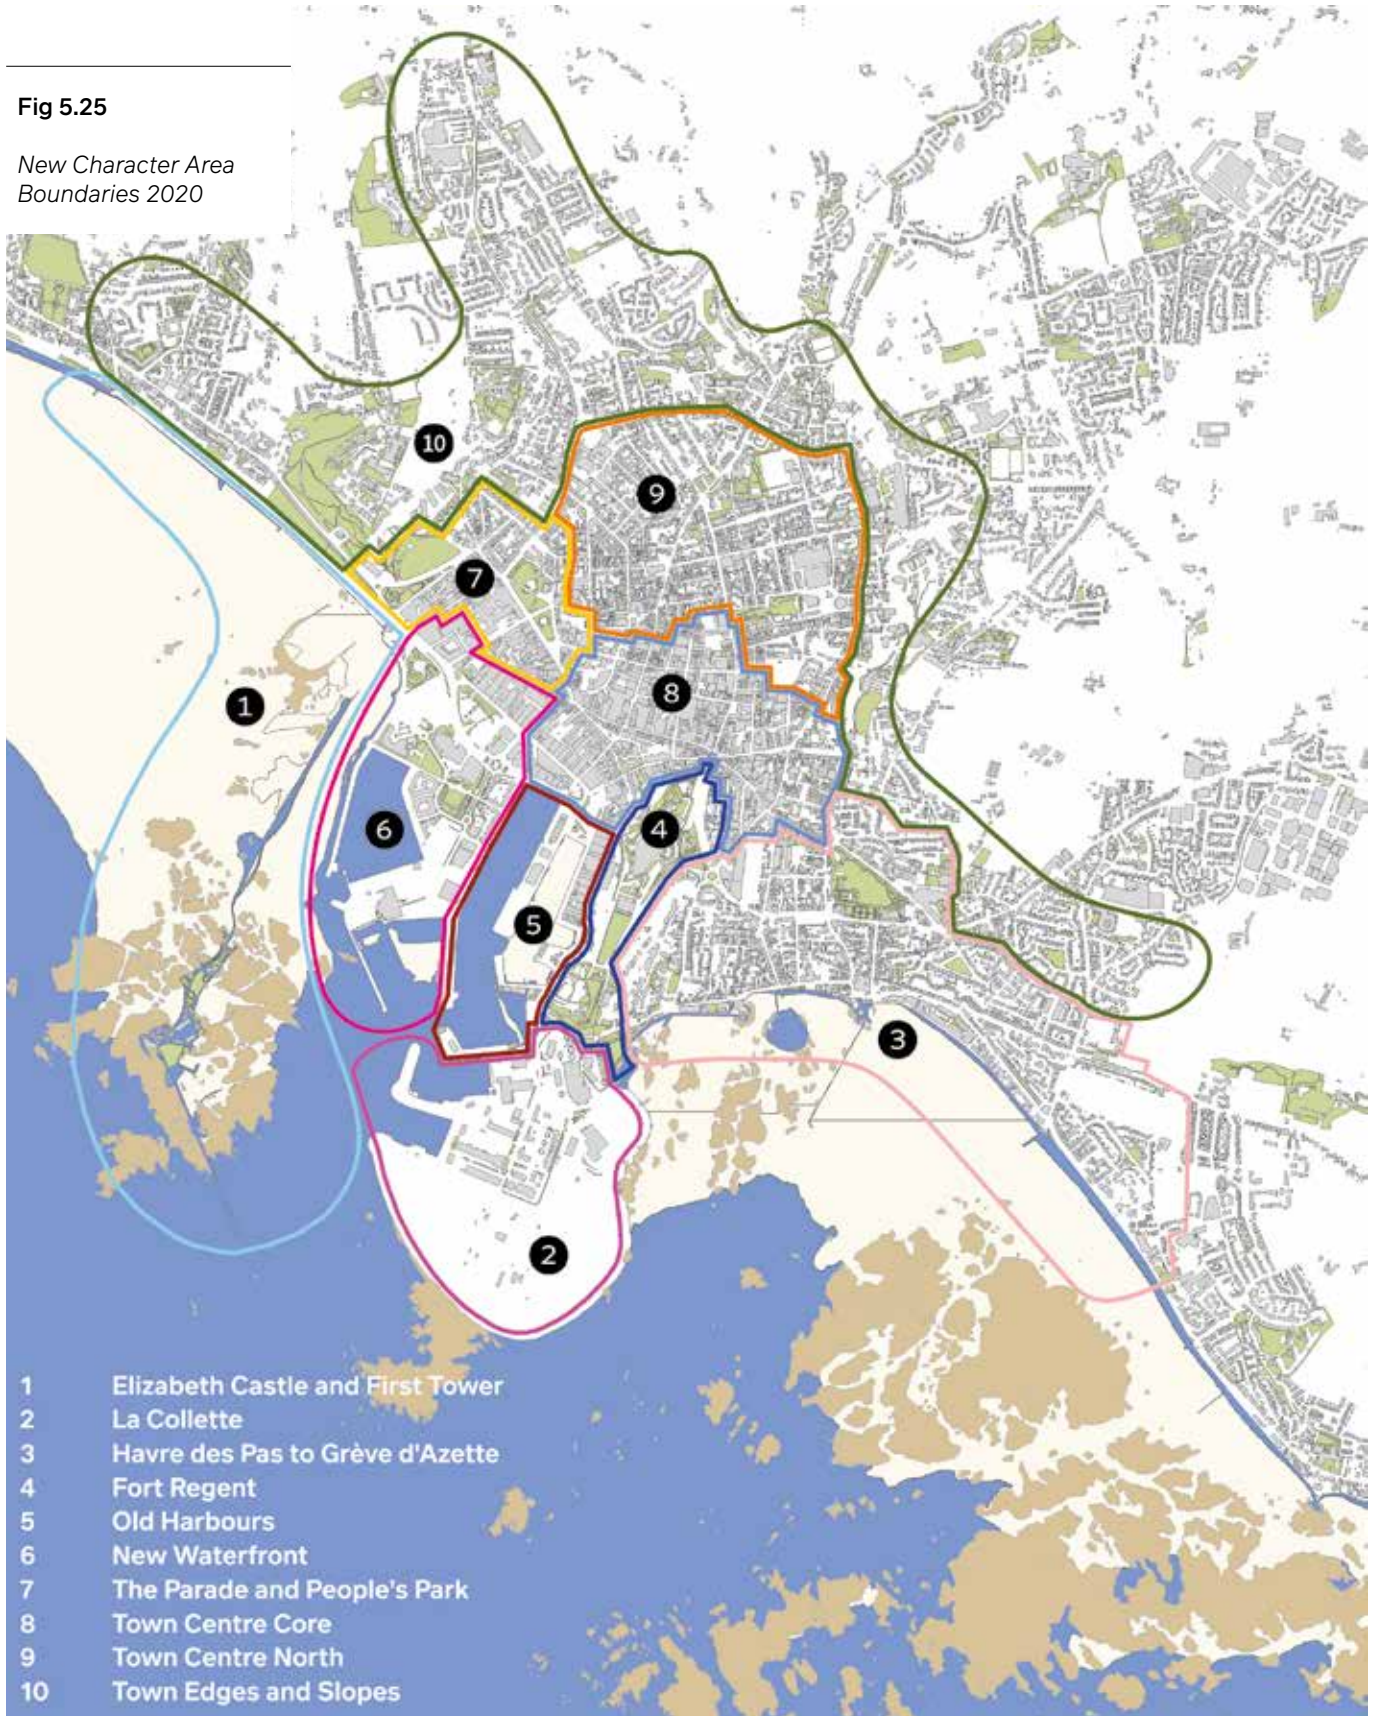 Fig 5.25
New Character Area
Boundaries 2020
10
9
7
8
1
6
4
5
3
2
1 Elizabeth Castle and First Tower
2 La Collette
3 Havre des Pas to Grève d'Azette
4 Fort Regent
5 Old Harbours
6 New Waterfront
7 The Parade and People's Park
8 Town Centre Core
9 Town Centre North
10 Town Edges and Slopes